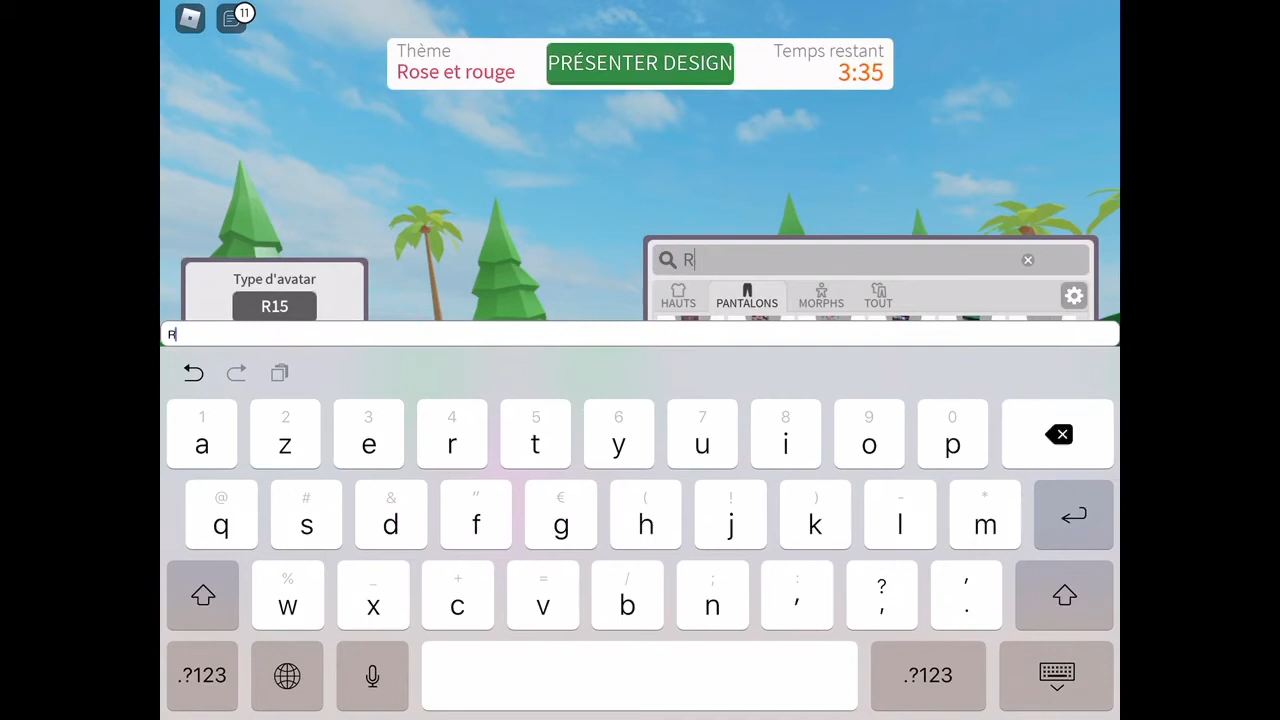 11
Thème
Rose et rouge
PRÉSENTER DESIGN
Temps restant
3:35
R
Type d'avatar
R15
HAUTS
PANTALONS
MORPHS
TOUT
R
1 2 3 4 5 6 7 8 9 0
a z e r t y u i o p
@ # & " € ( ! ) - *
q s d f g h j k l m
% _ + = / ; : ? '
w x c v b n ' , .
.?123
.?123